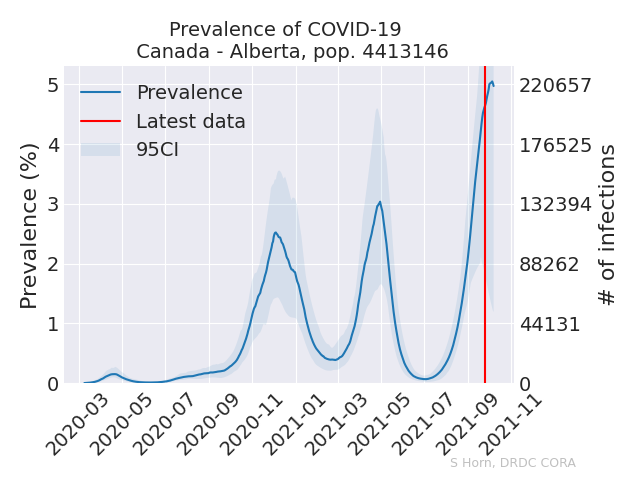 Prevalence of COVID-19
Canada - Alberta, pop. 4413146
Prevalence
Latest data
95CI
Prevalence (%)
5
4
3
2
1
0
220657
176525
132394
88262
44131
0
# of infections
2020-03
2020-05
2020-07
2020-09
2020-11
2021-01
2021-03
2021-05
2021-07
2021-09
2021-11
S Horn, DRDC CORA